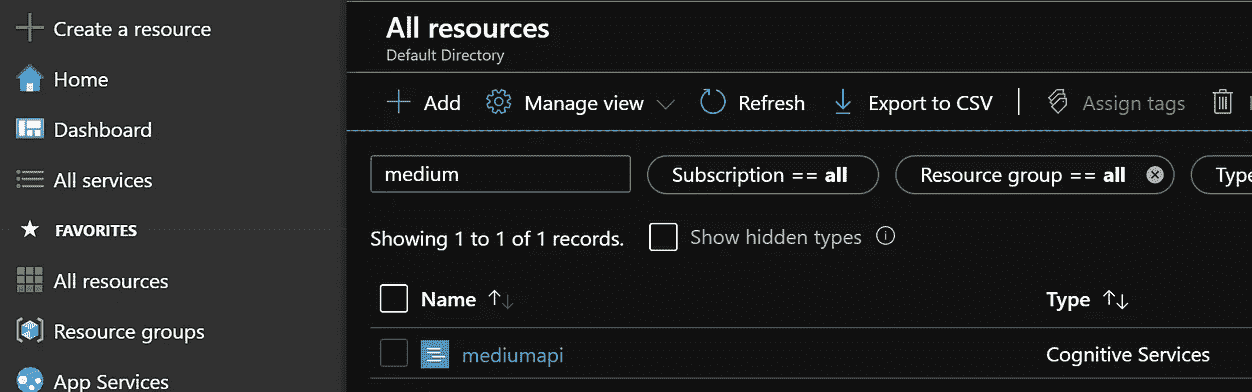 Create a resource
Home
Dashboard
All services
FAVORITES
All resources
Resource groups
App Services
All resources
Default Directory
Add Manage view Refresh Export to CSV Assign tags
medium Subscription == all Resource group == all Type
Showing 1 to 1 of 1 records. Show hidden types
Name Type
mediumapi Cognitive Services